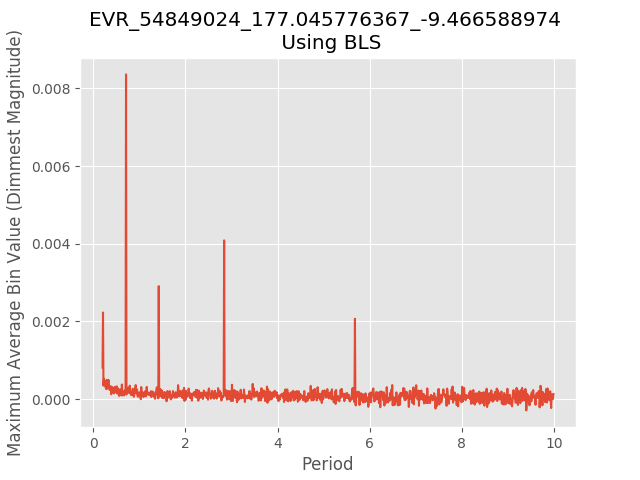 EVR_54849024_177.045776367_-9.466588974
Using BLS
Maximum Average Bin Value (Dimmest Magnitude)
0.008
0.006
0.004
0.002
0.000
0
2
4
6
8
10
Period